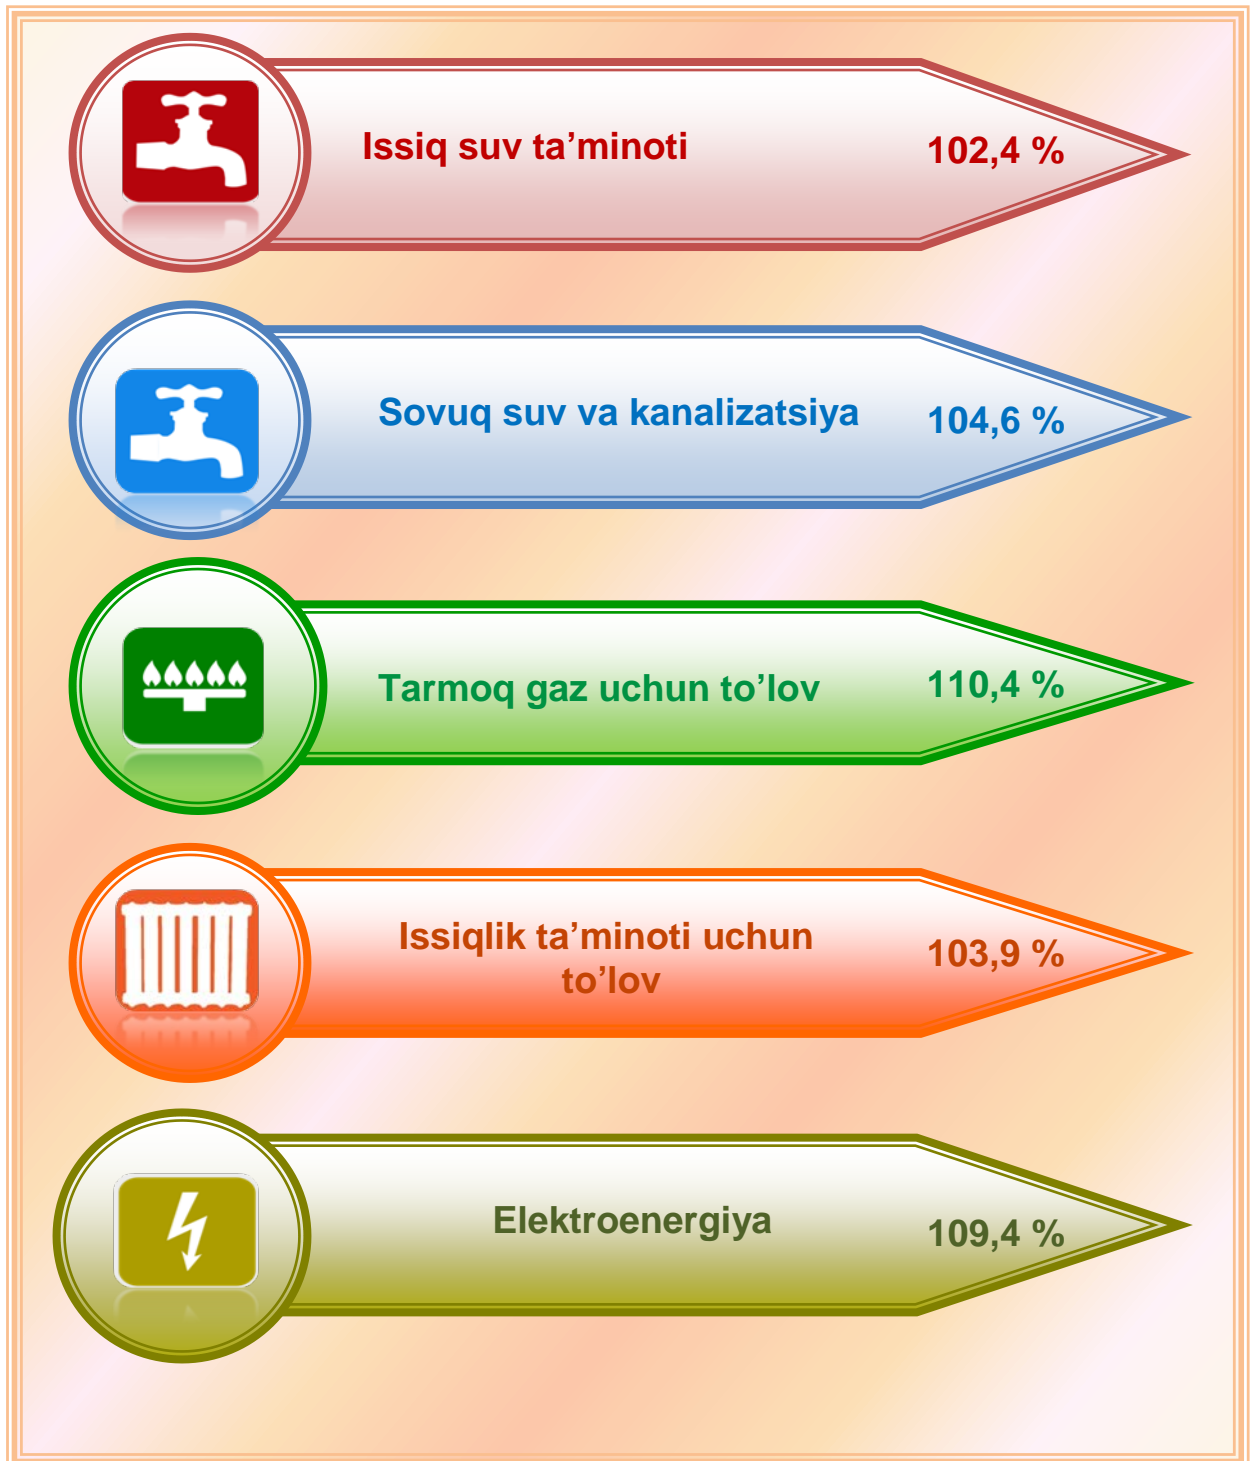 Issiq suv ta’minoti 102,4 %
Sovuq suv va kanalizatsiya 104,6 %
Tarmoq gaz uchun to’lov 110,4 %
Issiqlik ta’minoti uchun
to’lov
103,9 %
Elektroenergiya 109,4 %